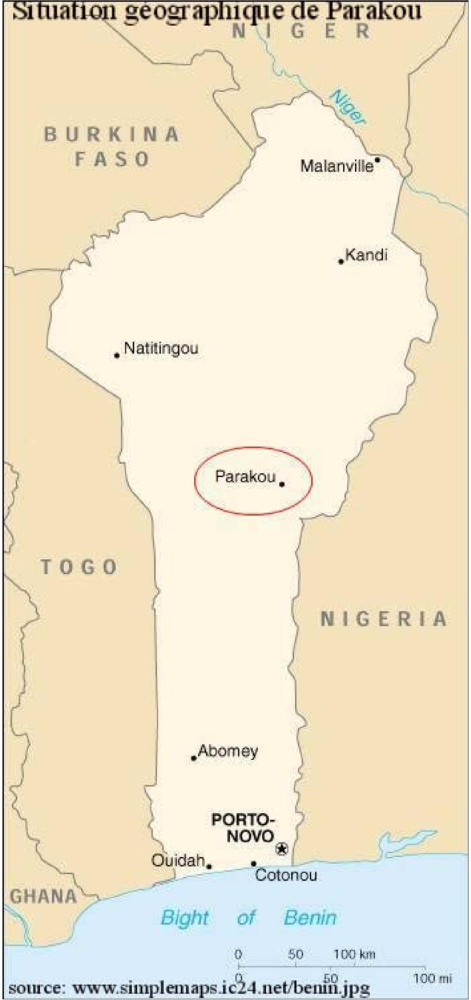 Situation géographique de Parakou
NIGER
Niger
BURKINA
FASO
Malanville
Kandi
Natitingou
Parakou
TOGO
NIGERIA
Abomey
PORTO-
NOVO
Ouidah
Cotonou
GHANA
Bight of Benin
0 50 100 km
0 50 100 mi
source: www.simplemaps.ic24.net/benin.jpg